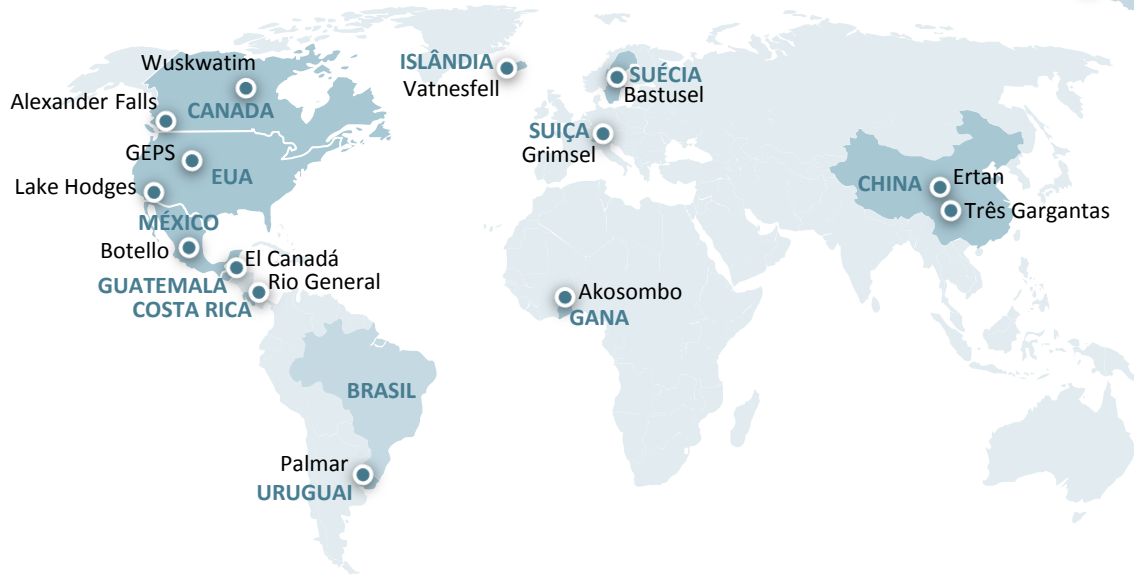 Wuskwatim
CANADA
Alexander Falls
GEPS
EUA
Lake Hodges
MÉXICO
Botello
El Canadá
GUATEMALA
Rio General
COSTA RICA
BRASIL
Palmar
URUGUAI
ISLÂNDIA
Vatnesfell
SUÉCIA
Bastusel
SUIÇA
Grimsel
Akosombo
GANA
CHINA
Ertan
Três Gargantas